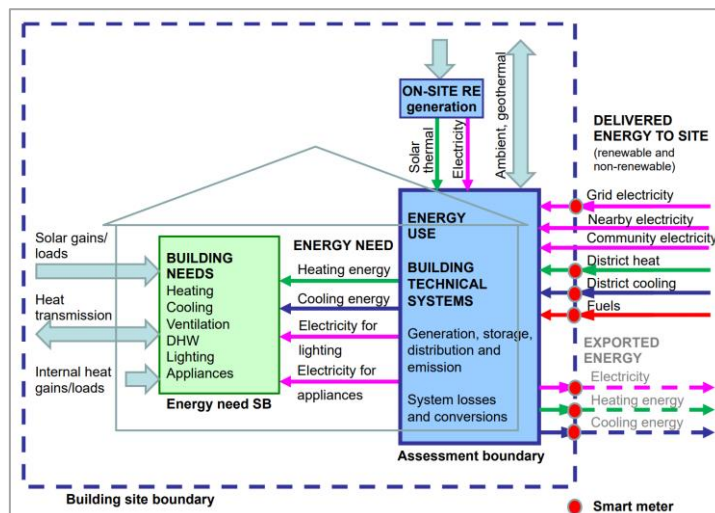 ON-SITE RE
generation
Solar
thermal
Electricity
Ambient, geothermal
DELIVERED
ENERGY TO SITE
(renewable and
non-renewable)
Grid electricity
Nearby electricity
Community electricity
District heat
District cooling
Fuels
EXPORTED
ENERGY
Electricity
Heating energy
Cooling energy
Solar gains/
loads
Heat
transmission
Internal heat
gains/loads
BUILDING
NEEDS
Heating
Cooling
Ventilation
DHW
Lighting
Appliances
Energy need SB
ENERGY NEED
Heating energy
Cooling energy
Electricity for
lighting
Electricity for
appliances
ENERGY
USE
BUILDING
TECHNICAL
SYSTEMS
Generation, storage,
distribution and
emission
System losses
and conversions
Assessment boundary
Building site boundary
Smart meter